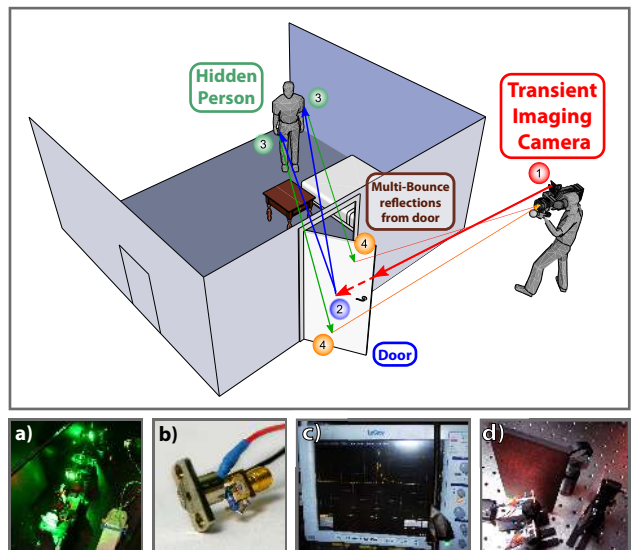 Hidden
Person
3
3
Transient
Imaging
Camera
1
Multi-Bounce
reflections
from door
4
2
4
Door
a)
b)
c)
LeCroy
d)